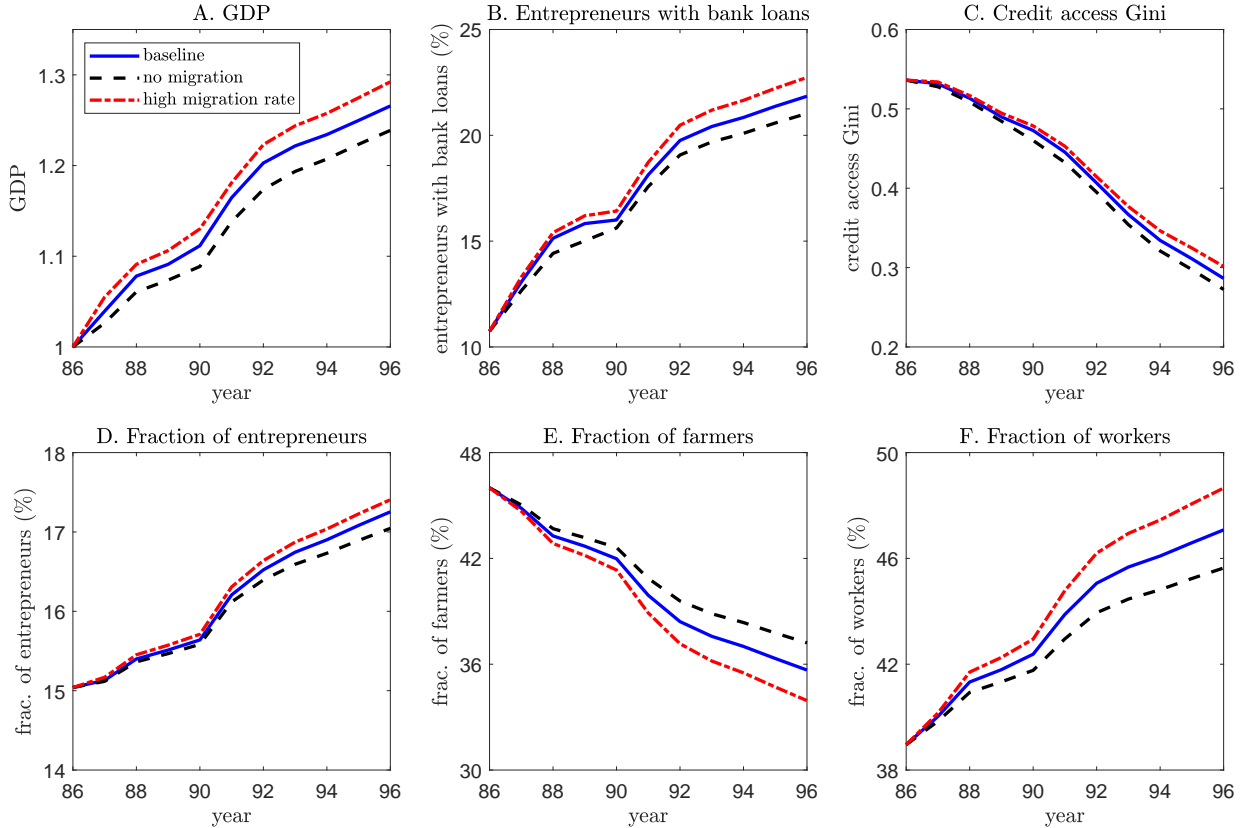 A. GDP
baseline
no migration
high migration rate
1.3
1.2
1.1
1
GDP
86 88 90 92 94 96
year
B. Entrepreneurs with bank loans
25
20
15
10
entrepreneurs with bank loans (%)
86 88 90 92 94 96
year
C. Credit access Gini
0.6
0.5
0.4
0.3
0.2
credit access Gini
86 88 90 92 94 96
year
D. Fraction of entrepreneurs
18
17
16
15
14
frac. of entrepreneurs (%)
86 88 90 92 94 96
year
E. Fraction of farmers
48
42
36
30
frac. of farmers (%)
86 88 90 92 94 96
year
F. Fraction of workers
50
46
42
38
frac. of workers (%)
86 88 90 92 94 96
year